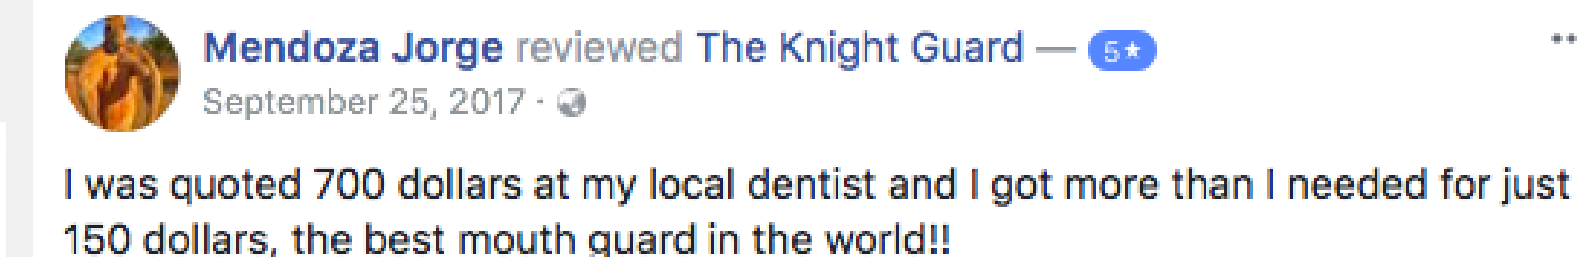 Mendoza Jorge reviewed The Knight Guard — 5★
September 25, 2017 ·
I was quoted 700 dollars at my local dentist and I got more than I needed for just
150 dollars, the best mouth guard in the world!!